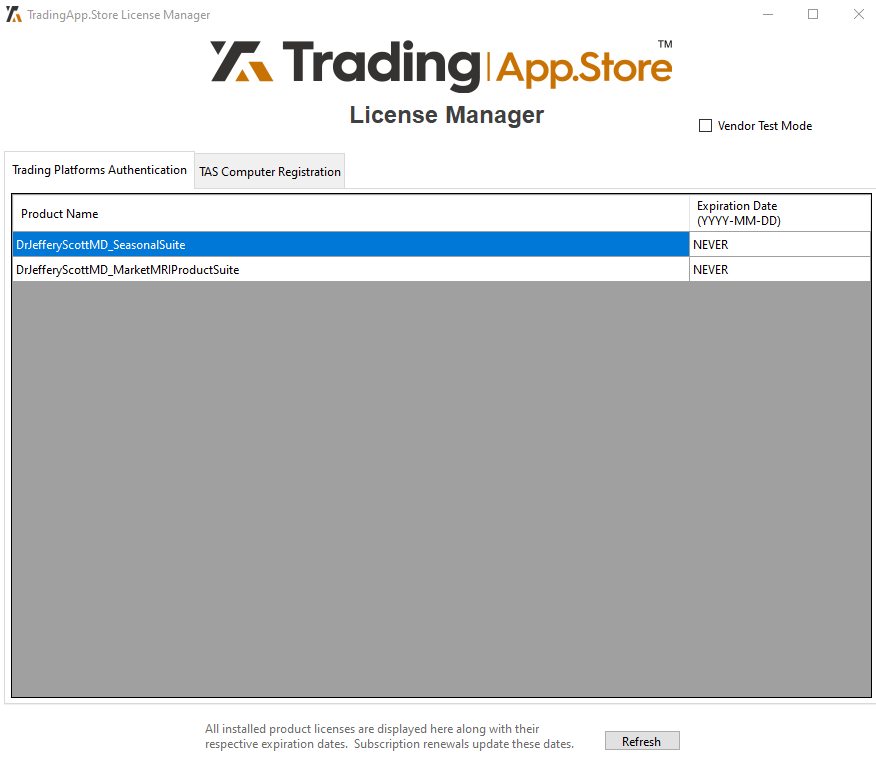 TradingApp.Store License Manager
Trading App.Store™
License Manager
Vendor Test Mode
Trading Platforms Authentication
TAS Computer Registration
Product Name
Expiration Date
(YYYY-MM-DD)
DrJefferyScottMD_SeasonalSuite
NEVER
DrJefferyScottMD_MarketMRIProductSuite
NEVER
All installed product licenses are displayed here along with their
respective expiration dates.  Subscription renewals update these dates.
Refresh